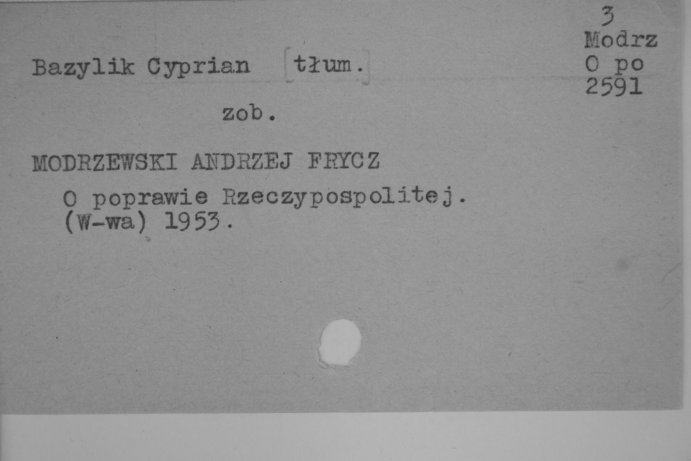 3
Modrz
O po
2591
Bazylik Cyprian [tłum.]
zob.
MODRZEWSKI ANDRZEJ FRYCZ
O poprawie Rzeczypospolitej.
(W-wa) 1953.